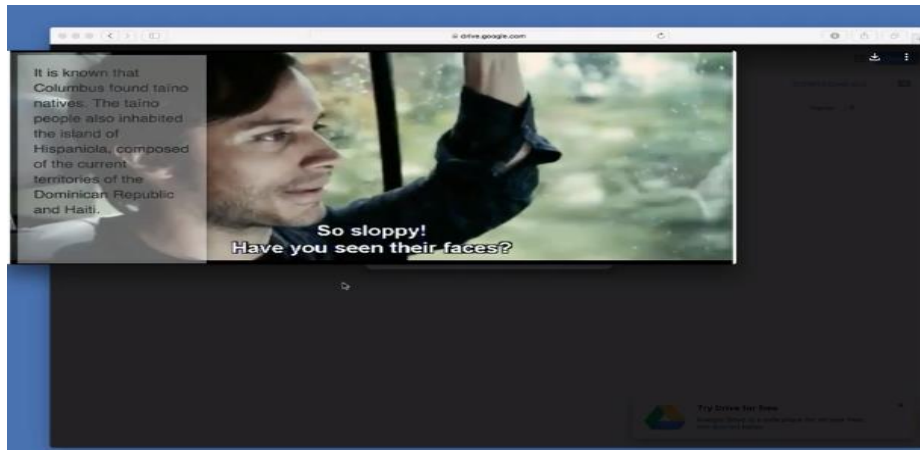 drive.google.com
It is known that
Columbus found taíno
natives. The taíno
people also inhabited
the island of
Hispaniola, composed
of the current
territories of the
Dominican Republic
and Haiti.
So sloppy!
Have you seen their faces?
Try Drive for free